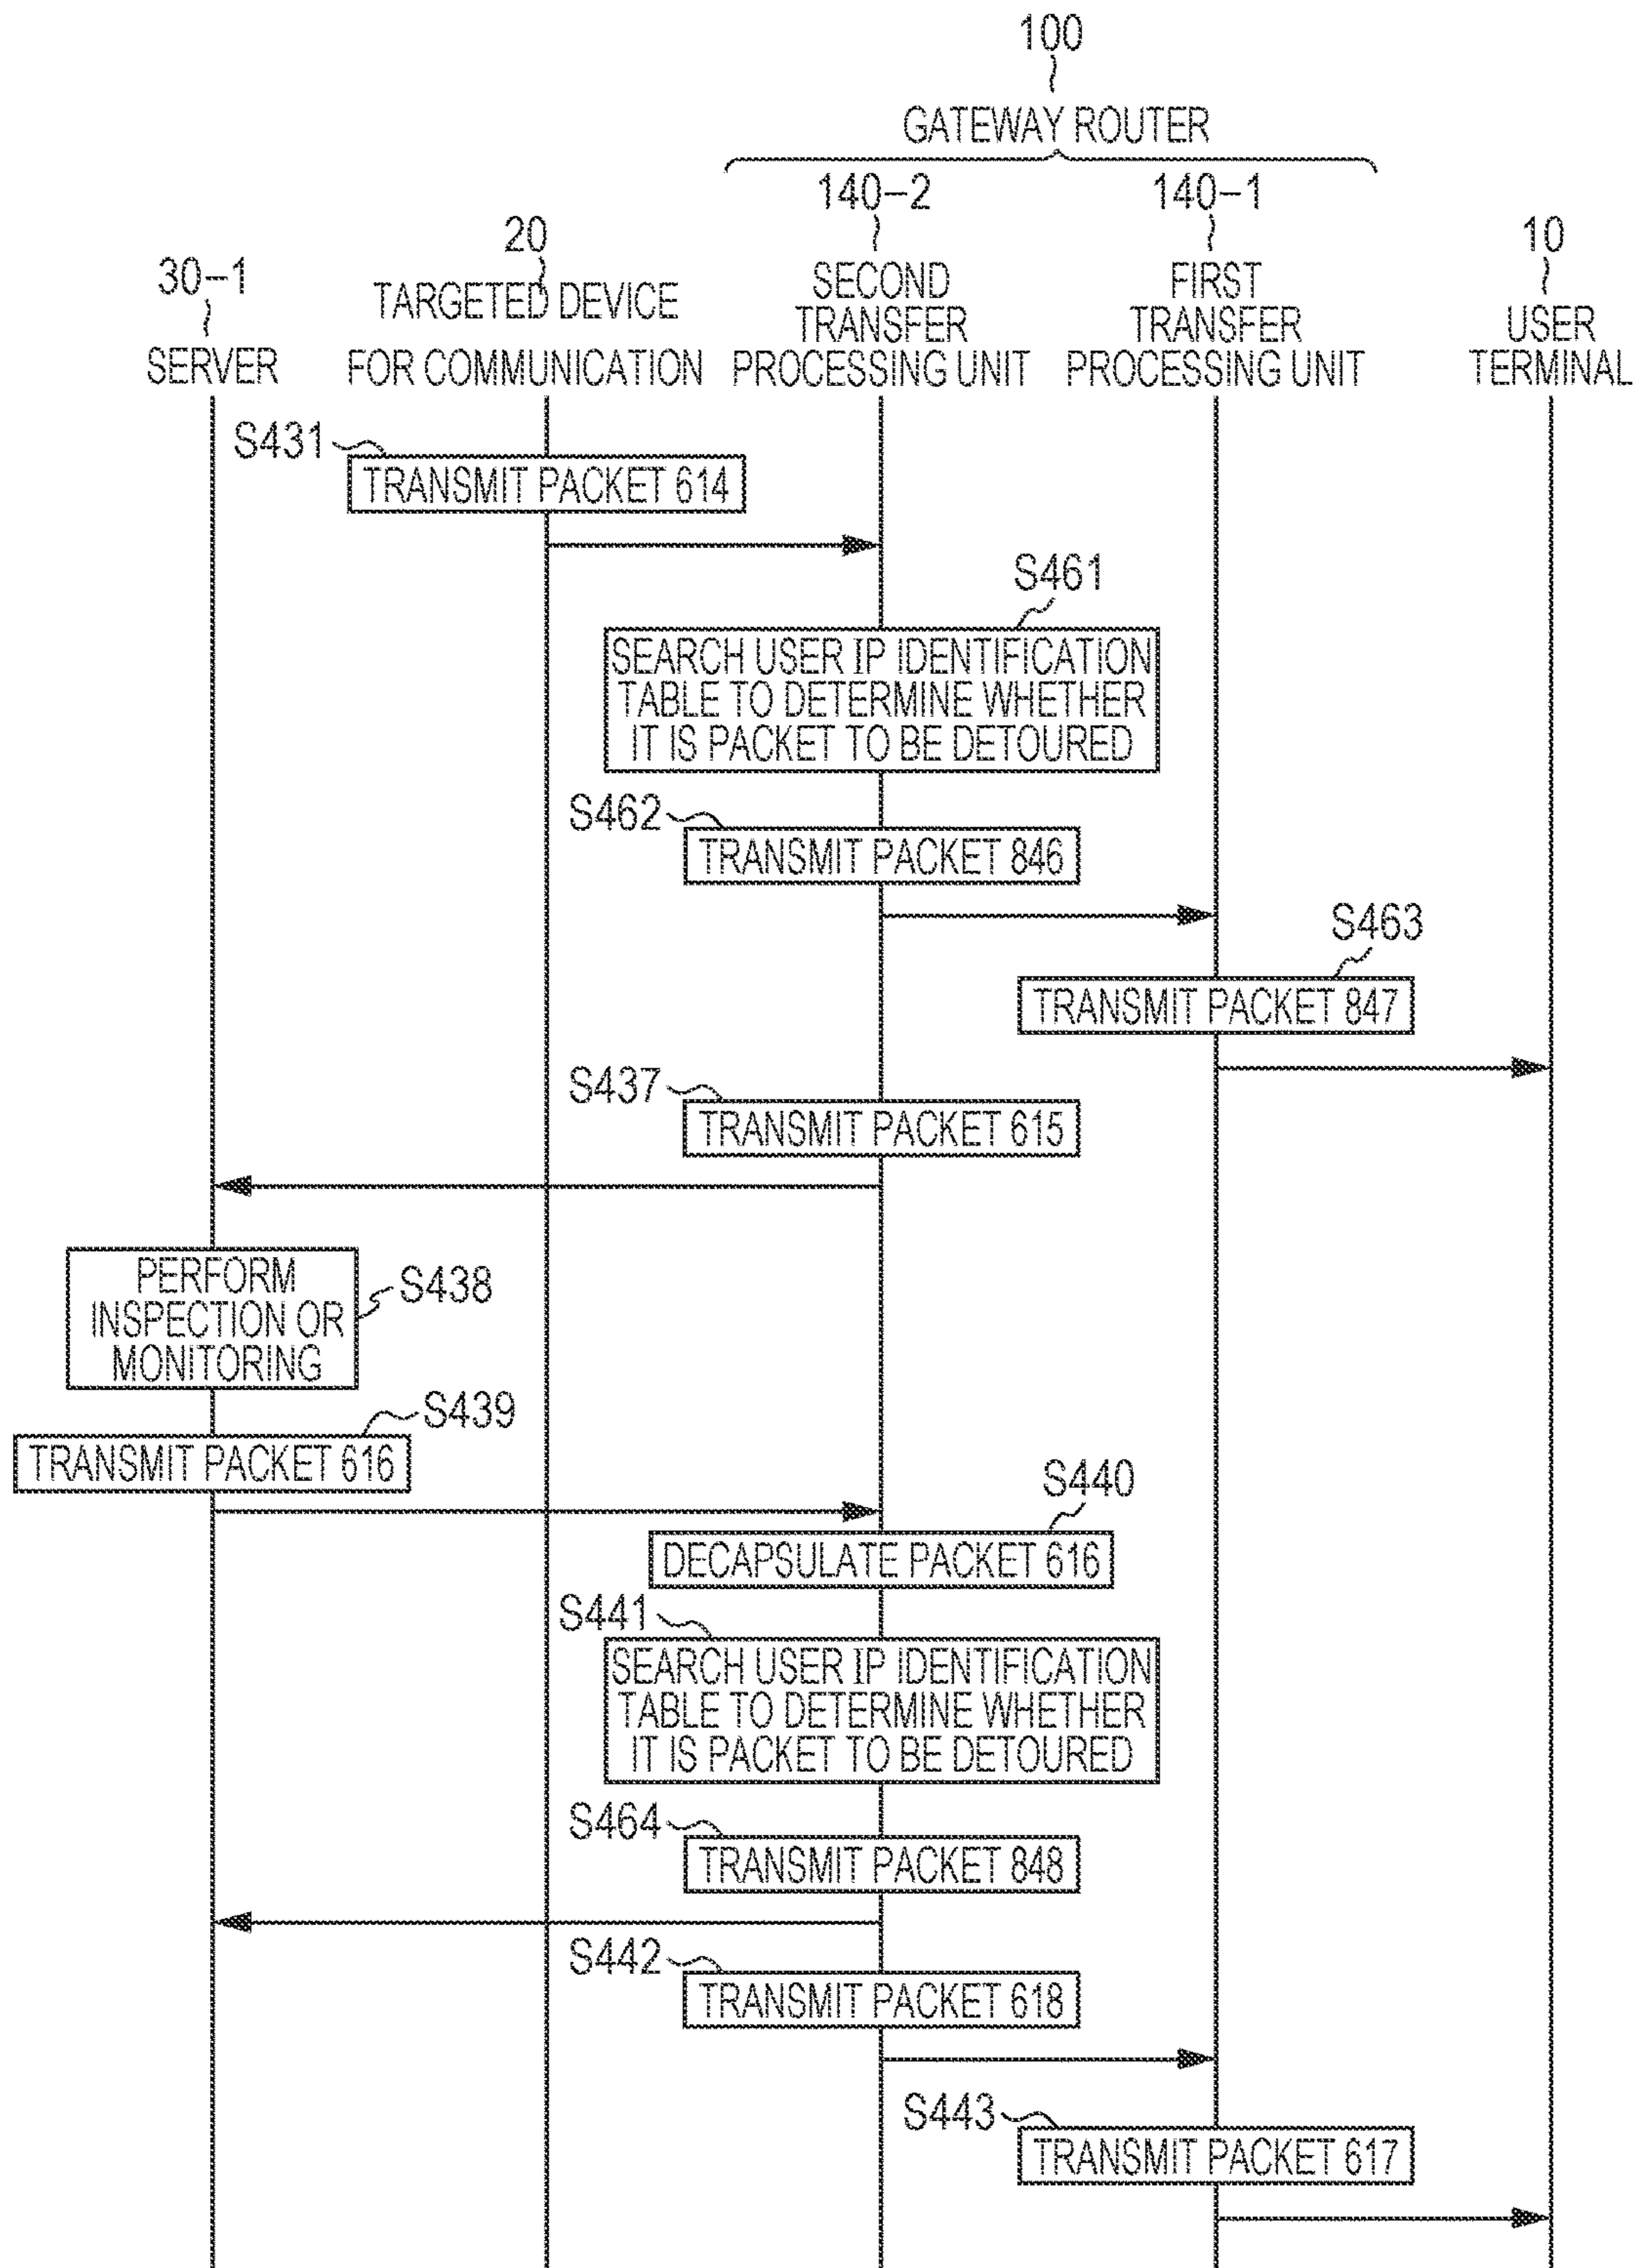 100
GATEWAY ROUTER
140-2
140-1
20
10
30-1
SECOND
TRANSFER
PROCESSING UNIT
FIRST
TRANSFER
PROCESSING UNIT
TARGETED DEVICE
FOR COMMUNICATION
USER
TERMINAL
SERVER
S431
TRANSMIT PACKET 614
S461
SEARCH USER IP IDENTIFICATION
TABLE TO DETERMINE WHETHER
IT IS PACKET TO BE DETOURED
S462
TRANSMIT PACKET 846
S463
TRANSMIT PACKET 847
S437
TRANSMIT PACKET 615
PERFORM
INSPECTION OR
MONITORING
S438
S439
TRANSMIT PACKET 616
S440
DECAPSULATE PACKET 616
S441
SEARCH USER IP IDENTIFICATION
TABLE TO DETERMINE WHETHER
IT IS PACKET TO BE DETOURED
S464
TRANSMIT PACKET 848
S442
TRANSMIT PACKET 618
S443
TRANSMIT PACKET 617